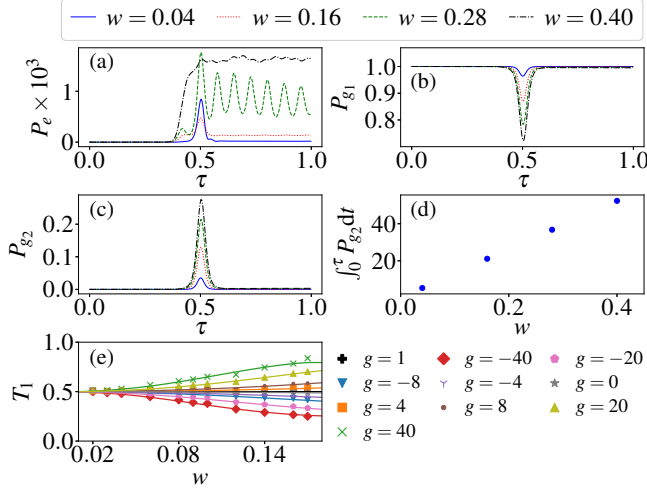 w = 0.04 w = 0.16 w = 0.28 w = 0.40
(a) (b)
P_e × 10^3
1
0
0.0 0.5 1.0
τ
P_{g_1}
1.0
0.9
0.8
0.0 0.5 1.0
τ
(c) (d)
P_{g_2}
0.2
0.0
0.0 0.5 1.0
τ
∫_0^τ P_{g_2} dt
40
20
0.0 0.2 0.4
w
(e)
T_1
1.0
0.5
0.0
0.02 0.08 0.14
w
g = 1 g = −40 g = −20
g = −8 g = −4 g = 0
g = 4 g = 8 g = 20
g = 40